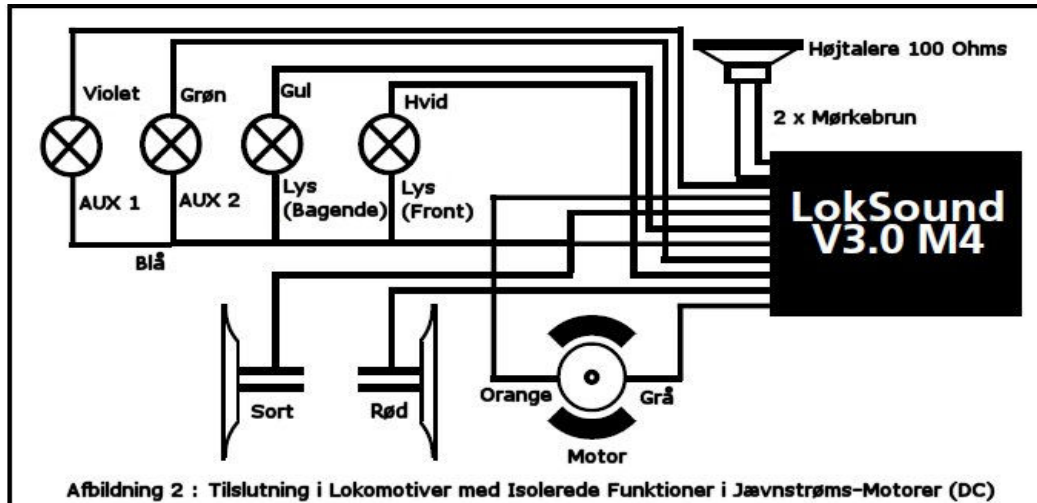 Højtalere 100 Ohms
Violet
Grøn
Gul
Hvid
2 x Mørkebrun
AUX 1
AUX 2
Lys
(Bagende)
Lys
(Front)
LokSound
V3.0 M4
Blå
Sort
Rød
Orange
Grå
Motor
Afbildning 2 : Tilslutning i Lokomotiver med Isolerede Funktioner i Jævnstrøms-Motorer (DC)